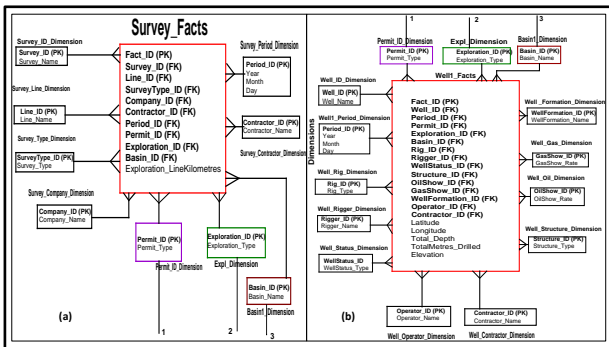 Survey_Facts
Survey_ID_Dimension
Survey_ID (PK)
Survey_Name
Fact_ID (PK)
Survey_ID (FK)
Line_ID (FK)
SurveyType_ID (FK)
Company_ID (FK)
Contractor_ID (FK)
Period_ID (FK)
Permit_ID (FK)
Exploration_ID (FK)
Basin_ID (FK)
Exploration_LineKilometres
Survey_Period_Dimension
Period_ID (PK)
Year
Month
Day
Survey_Line_Dimension
Line_ID (PK)
Line_Name
Contractor_ID (PK)
Contractor_Name
Survey_Contractor_Dimension
Survey_Type_Dimension
SurveyType_ID (PK)
Survey_Type
Survey_Company_Dimension
Company_ID (PK)
Company_Name
Permit_ID (PK)
Permit_Type
Permit_ID_Dimension
Exploration_ID (PK)
Exploration_Type
Expl_Dimension
Basin_ID (PK)
Basin_Name
Basin1_Dimension
(a)
1
2
3
1
2
3
Permit_ID_Dimension
Permit_ID (PK)
Permit_Type
Expl_Dimension
Exploration_ID (PK)
Exploration_Type
Basin1_Dimension
Basin_ID (PK)
Basin_Name
Well1_Facts
Dimensions
Well_ID_Dimension
Well_ID (PK)
Well_Name
Well1_Period_Dimension
Period_ID (PK)
Year
Month
Day
Well_Rig_Dimension
Rig_ID (PK)
Rig_Type
Well_Rigger_Dimension
Rigger_ID (PK)
Rigger_Name
Well_Status_Dimension
WellStatus_ID
WellStatus_Type
Fact_ID (PK)
Well_ID (FK)
Period_ID (FK)
Permit_ID (FK)
Exploration_ID (FK)
Basin_ID (FK)
Rig_ID (FK)
Rigger_ID (FK)
WellStatus_ID (FK)
Structure_ID (FK)
OilShow_ID (FK)
GasShow_ID (FK)
WellFormation_ID (FK)
Operator_ID (FK)
Contractor_ID (FK)
Latitude
Longitude
Total_Depth
TotalMetres_Drilled
Elevation
Well _Formation_Dimension
WellFormation_ID (PK)
WellFormation_Name
Well_Gas_Dimension
GasShow_ID (PK)
GasShow_Rate
Well_Oil_Dimension
OilShow_ID (PK)
OilShow_Rate
Well_Structure_Dimension
Structure_ID (PK)
Structure_Type
Operator_ID (PK)
Operator_Name
Well_Operator_Dimension
Contractor_ID (PK)
Contractor_Name
Well_Contractor_Dimension
(b)